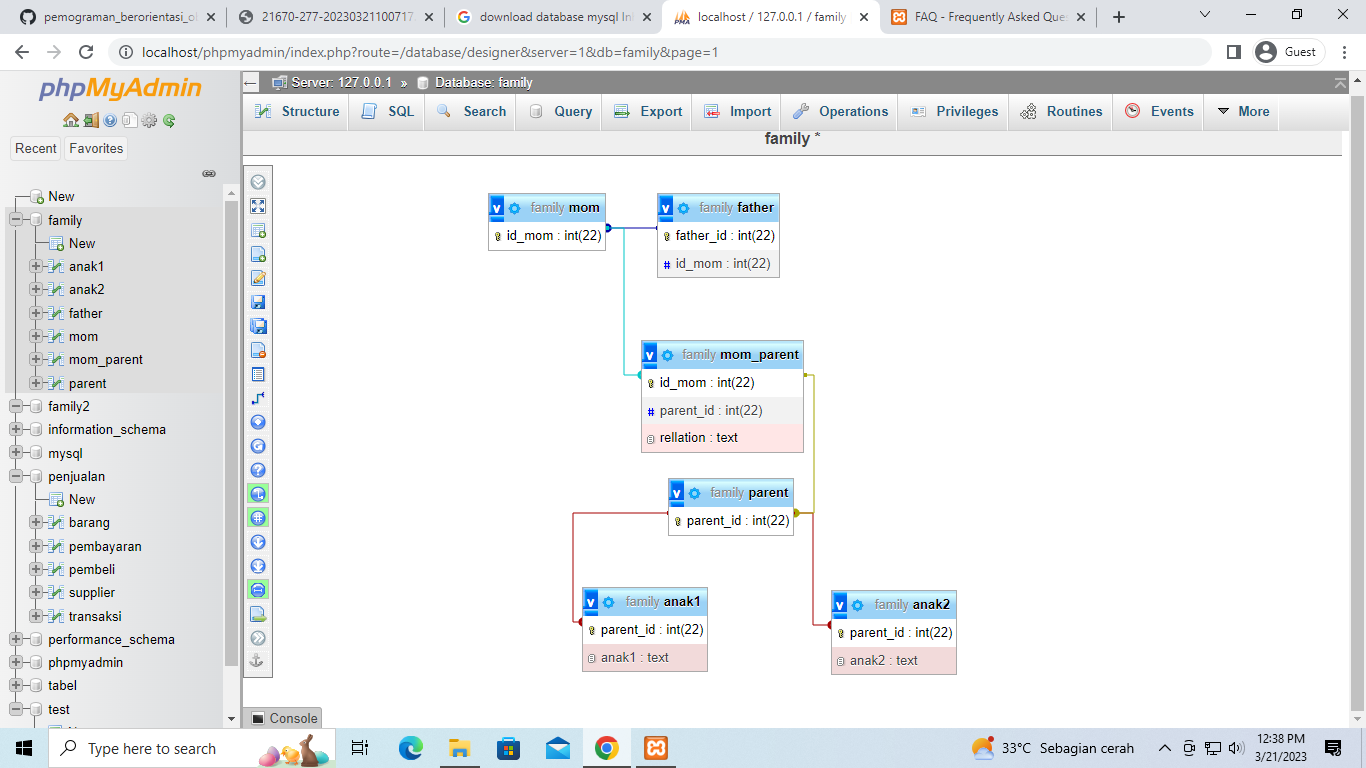 pemograman_berorientasi_ol
21670-277-20230321100717.
download database mysql Inl
localhost / 127.0.0.1 / family
FAQ - Frequently Asked Ques
localhost/phpmyadmin/index.php?route=/database/designer&server=1&db=family&page=1
Guest
phpMyAdmin
Recent
Favorites
New
family
New
anak1
anak2
father
mom
mom_parent
parent
family2
information_schema
mysql
penjualan
New
barang
pembayaran
pembeli
supplier
transaksi
performance_schema
phpmyadmin
tabel
test
Server: 127.0.0.1 » Database: family
Structure
SQL
Search
Query
Export
Import
Operations
Privileges
Routines
Events
More
family *
v family mom
id_mom : int(22)
v family father
father_id : int(22)
# id_mom : int(22)
v family mom_parent
id_mom : int(22)
# parent_id : int(22)
rellation : text
v family parent
parent_id : int(22)
v family anak1
parent_id : int(22)
anak1 : text
v family anak2
parent_id : int(22)
anak2 : text
Console
Type here to search
33°C Sebagian cerah
12:38 PM
3/21/2023